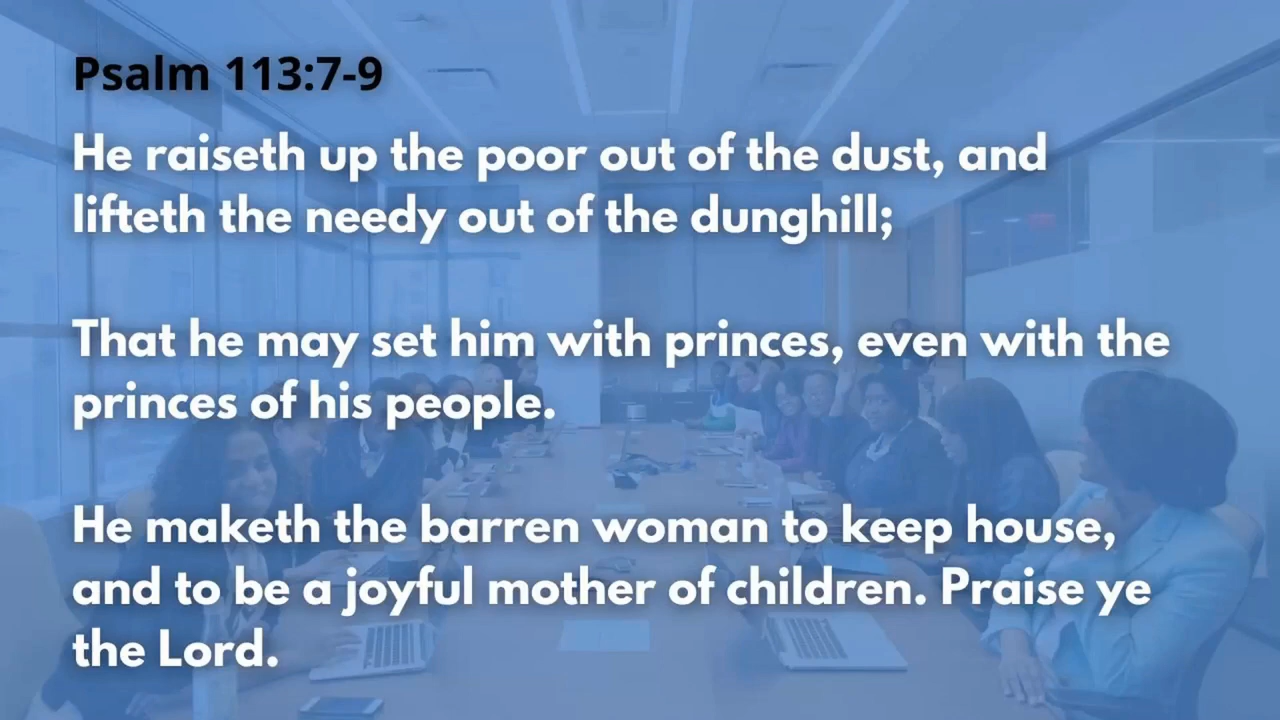 Psalm 113:7-9
He raiseth up the poor out of the dust, and
lifteth the needy out of the dunghill;
That he may set him with princes, even with the
princes of his people.
He maketh the barren woman to keep house,
and to be a joyful mother of children. Praise ye
the Lord.